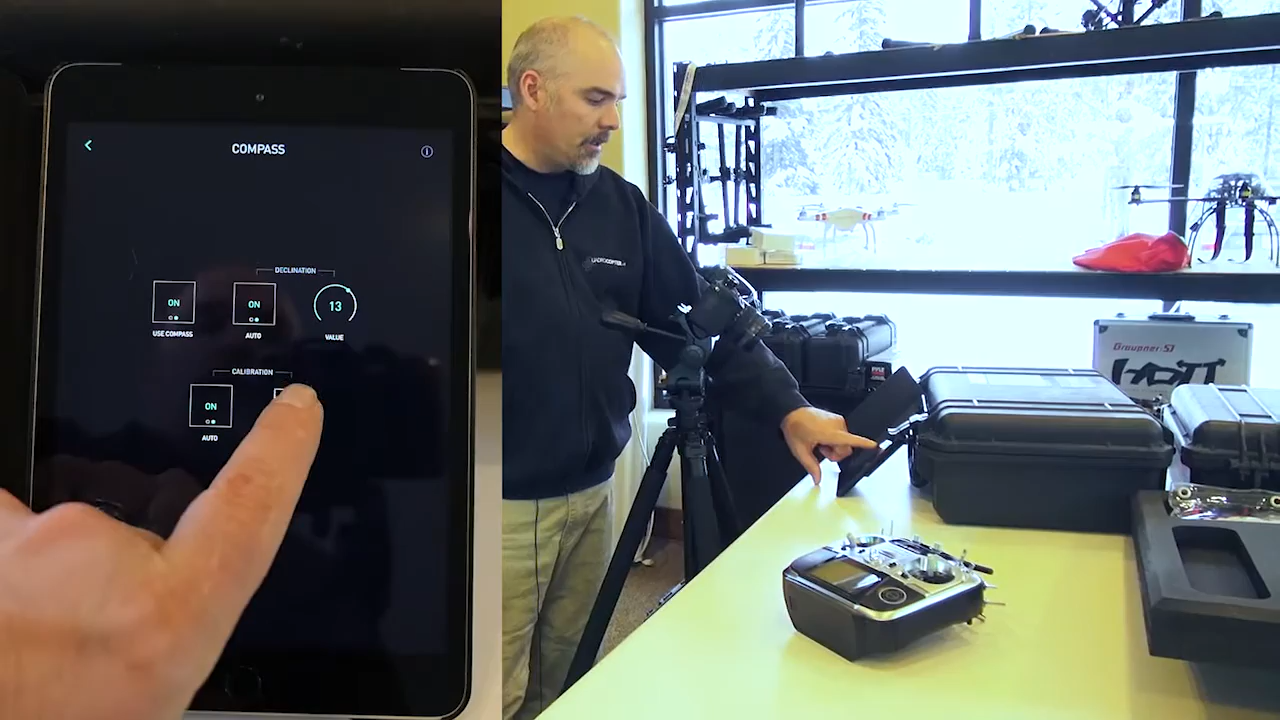 COMPASS
DECLINATION
ON
ON
13
USE COMPASS
AUTO
VALUE
CALIBRATION
ON
AUTO
Graupner/SJ
HOTT